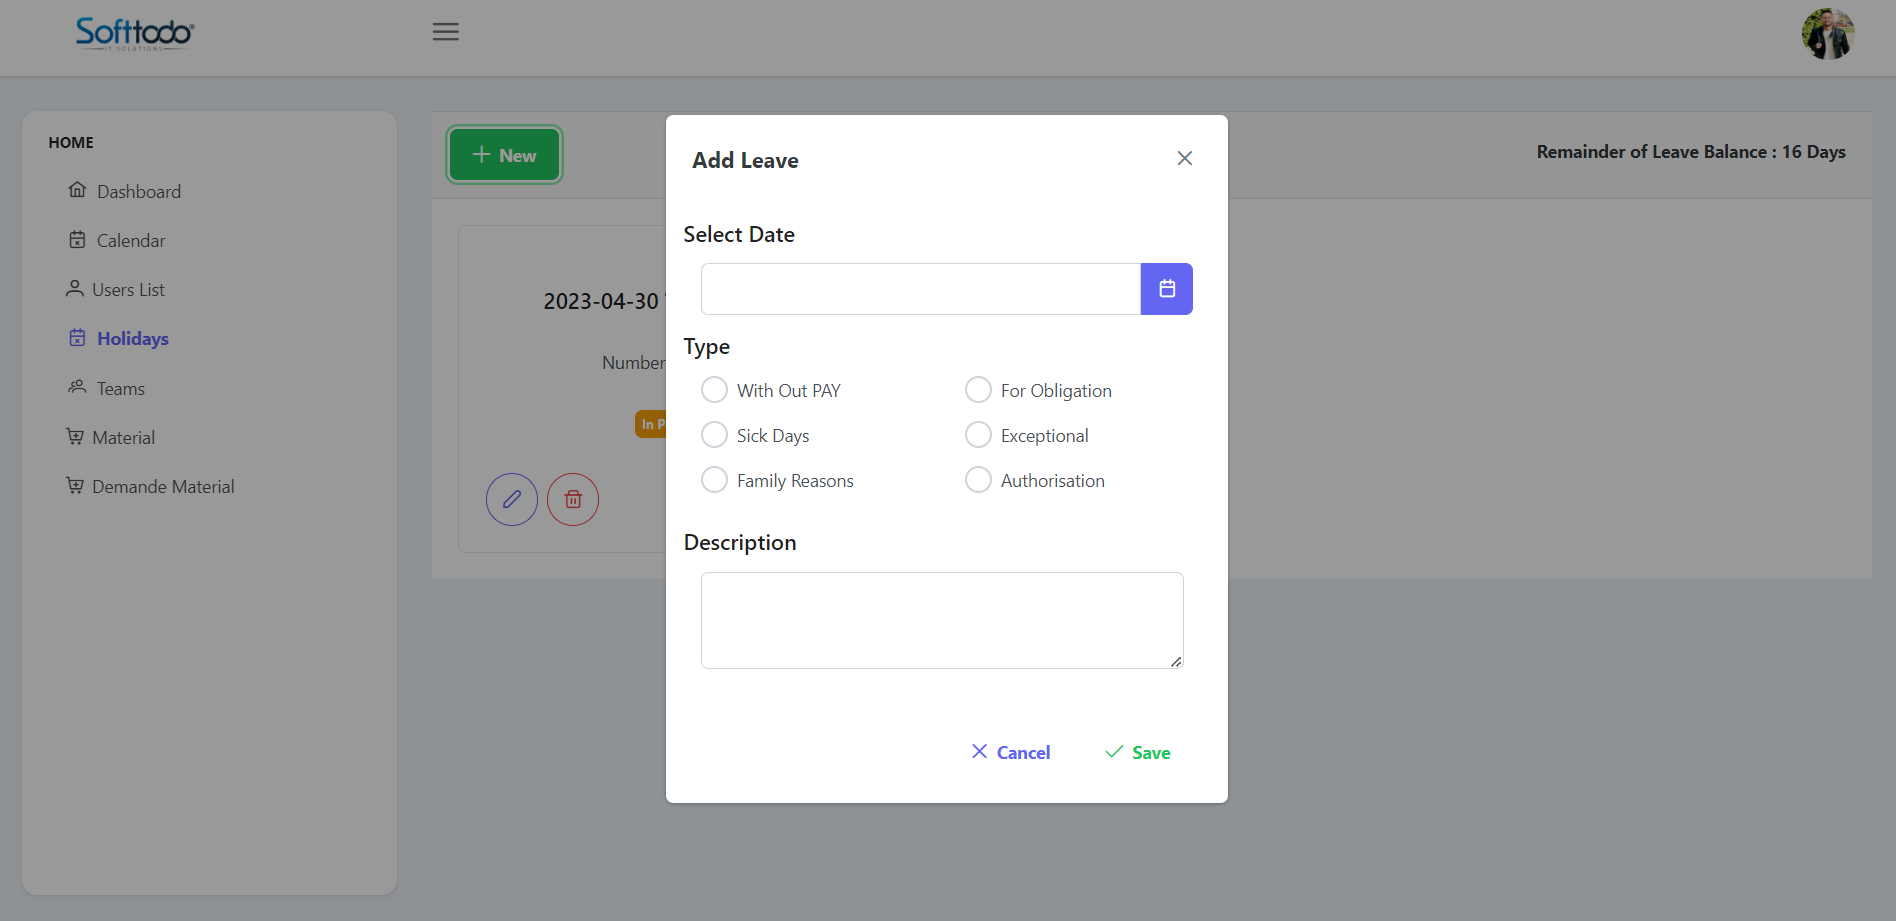 Softtodo®
IT SOLUTIONS
HOME
Dashboard
Calendar
Users List
Holidays
Teams
Material
Demande Material
New
Remainder of Leave Balance : 16 Days
2023-04-30
Number
In P
Add Leave
Select Date
Type
With Out PAY
For Obligation
Sick Days
Exceptional
Family Reasons
Authorisation
Description
Cancel
Save